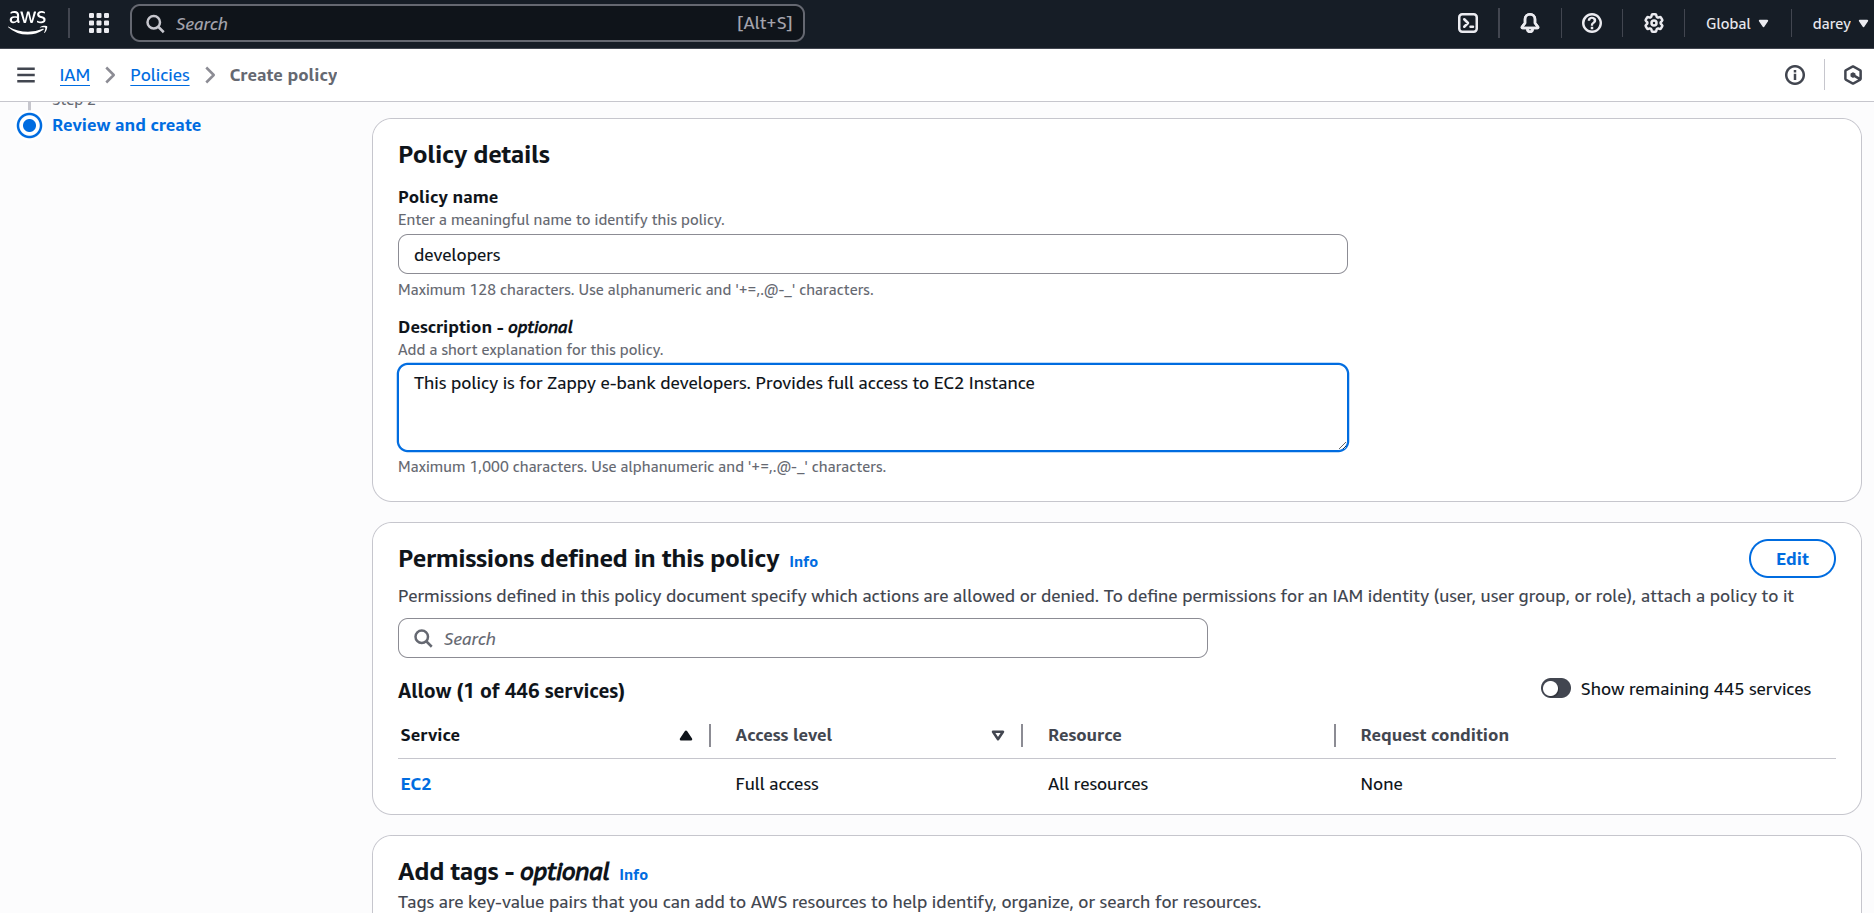 aws
Search
[Alt+S]
Global
darey
IAM
Policies
Create policy
Step 2
Review and create
Policy details
Policy name
Enter a meaningful name to identify this policy.
developers
Maximum 128 characters. Use alphanumeric and '+=,.@-_' characters.
Description - optional
Add a short explanation for this policy.
This policy is for Zappy e-bank developers. Provides full access to EC2 Instance
Maximum 1,000 characters. Use alphanumeric and '+=,.@-_' characters.
Permissions defined in this policy Info
Edit
Permissions defined in this policy document specify which actions are allowed or denied. To define permissions for an IAM identity (user, user group, or role), attach a policy to it
Search
Allow (1 of 446 services)
Show remaining 445 services
Service
Access level
Resource
Request condition
EC2
Full access
All resources
None
Add tags - optional Info
Tags are key-value pairs that you can add to AWS resources to help identify, organize, or search for resources.